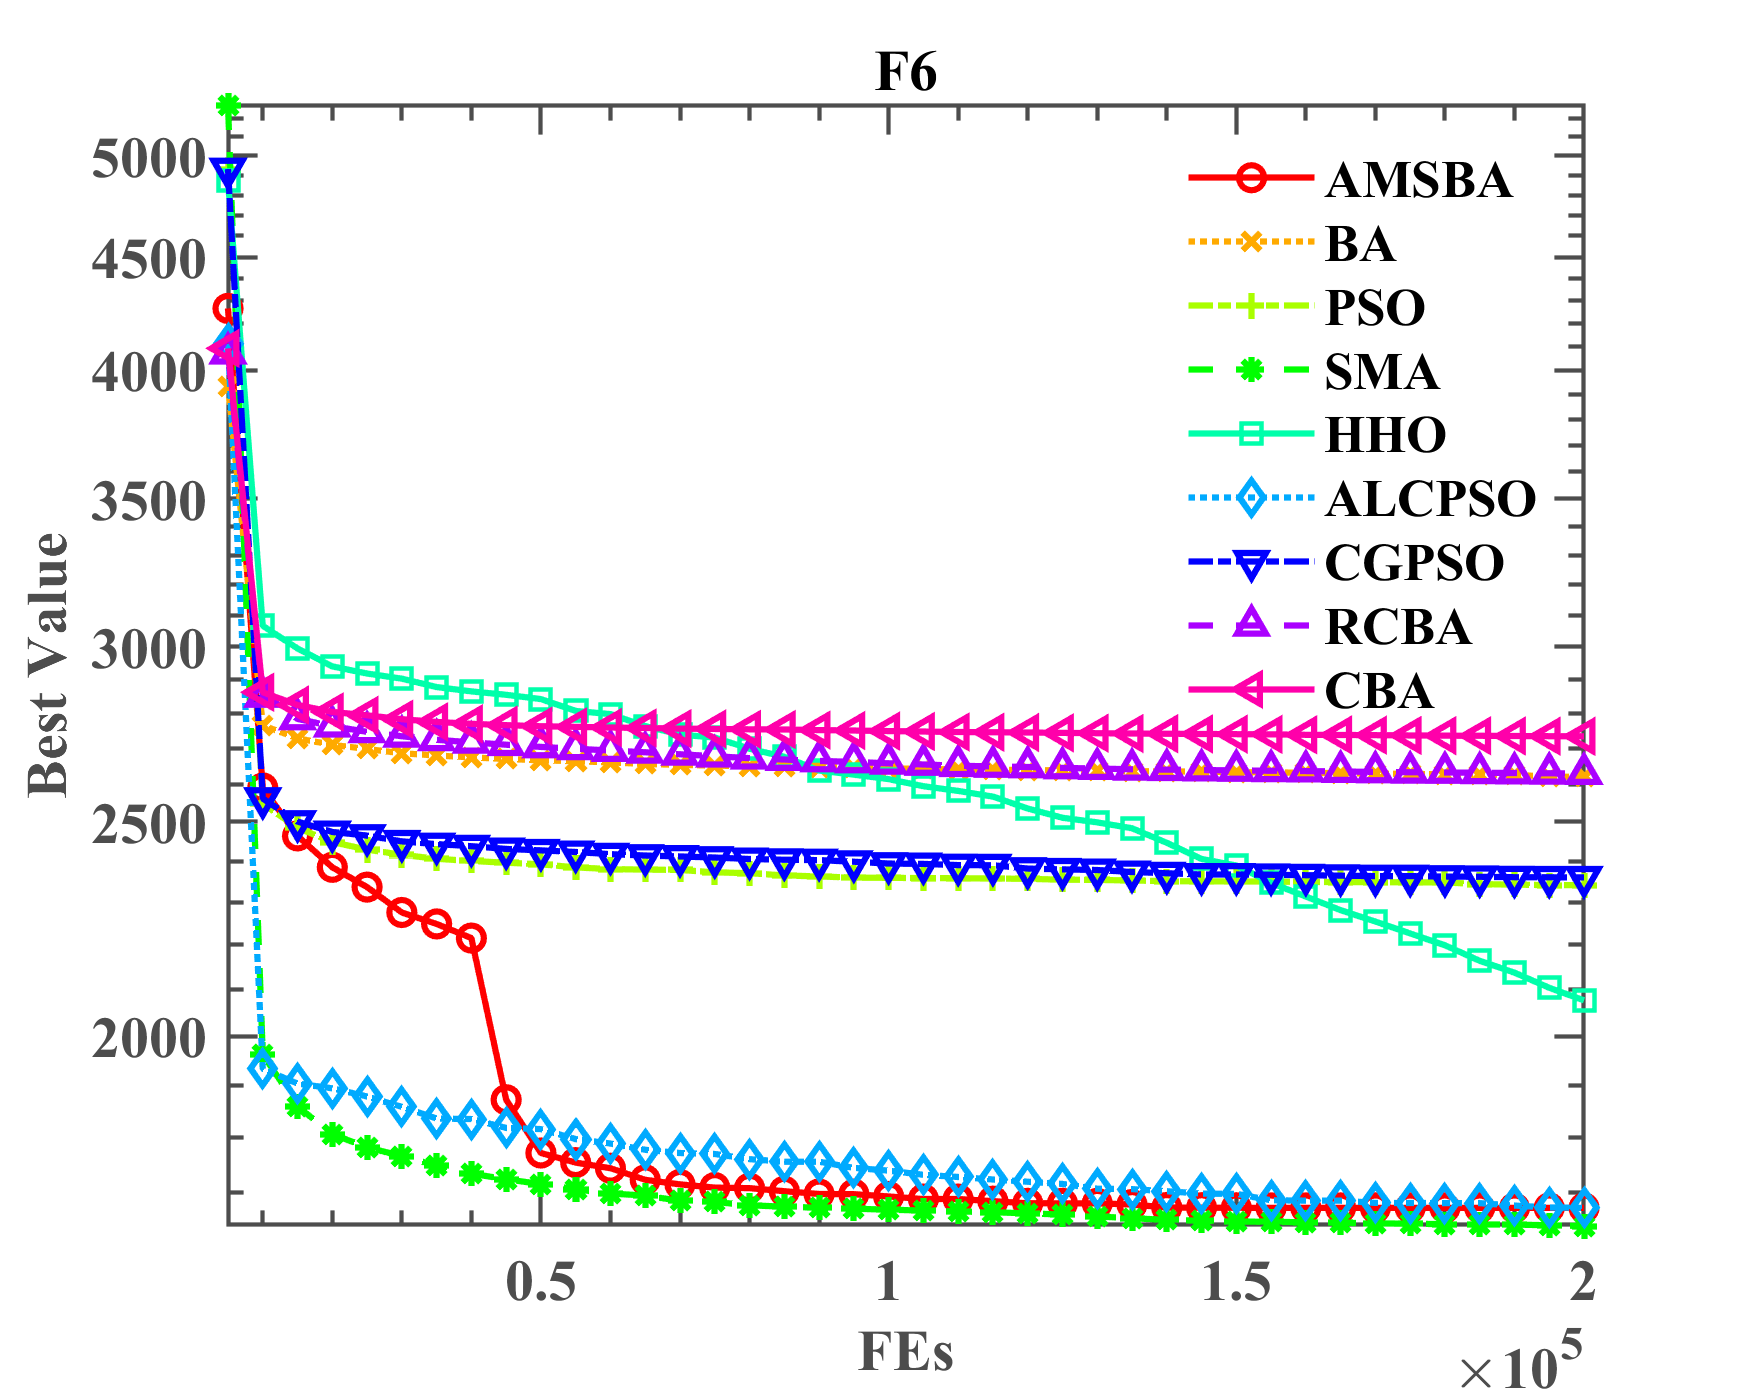 F6
5000
4500
4000
3500
3000
2500
2000
Best Value
AMSBA
BA
PSO
SMA
HHO
ALCPSO
CGPSO
RCBA
CBA
0.5 1 1.5 2
FEs
×10^5